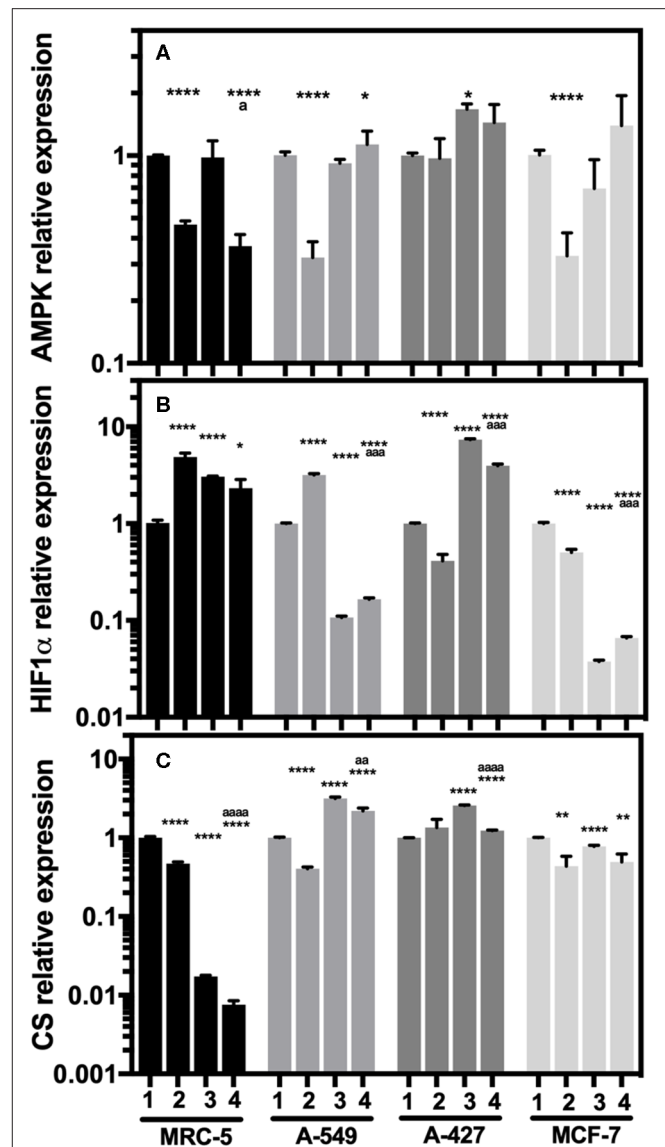 A
AMPK relative expression
**** **** * * ****
a
1
0.1
B
HIF1α relative expression
10
1
0.1
0.01
**** **** * **** **** **** **** **** **** **** **** ****
aaa aaa aaa
C
CS relative expression
10
1
0.1
0.01
0.001
aaaa aa aaaa
**** **** **** **** **** **** **** **** ** **** **
1 2 3 4 1 2 3 4 1 2 3 4 1 2 3 4
MRC-5 A-549 A-427 MCF-7